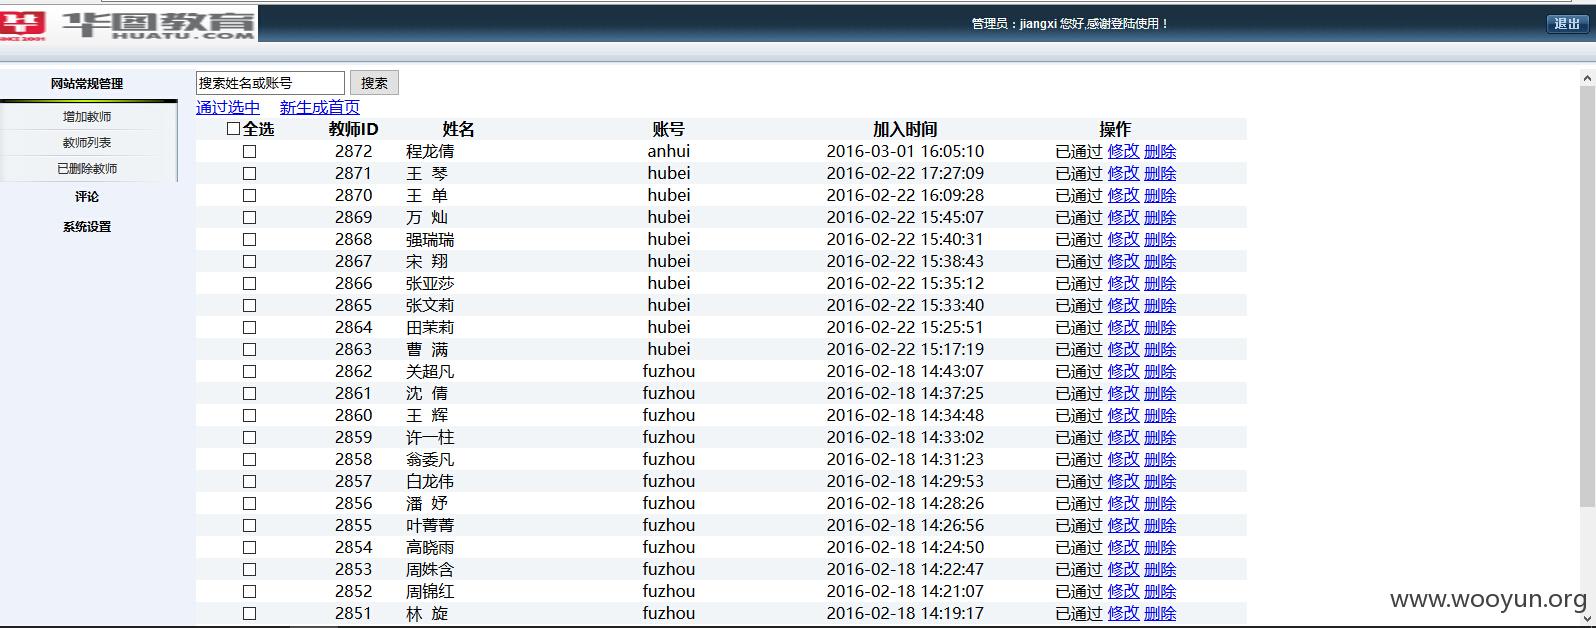 华图教育
SINCE 2001 HUATU.COM
管理员：jiangxi 您好,感谢登陆使用！
退出
网站常规管理
增加教师
教师列表
已删除教师
评论
系统设置
搜索姓名或账号 搜索
通过选中 新生成首页
全选 教师ID 姓名 账号 加入时间 操作
2872 程龙倩 anhui 2016-03-01 16:05:10 已通过 修改 删除
2871 王 琴 hubei 2016-02-22 17:27:09 已通过 修改 删除
2870 王 单 hubei 2016-02-22 16:09:28 已通过 修改 删除
2869 万 灿 hubei 2016-02-22 15:45:07 已通过 修改 删除
2868 强瑞瑞 hubei 2016-02-22 15:40:31 已通过 修改 删除
2867 宋 翔 hubei 2016-02-22 15:38:43 已通过 修改 删除
2866 张亚莎 hubei 2016-02-22 15:35:12 已通过 修改 删除
2865 张文莉 hubei 2016-02-22 15:33:40 已通过 修改 删除
2864 田茉莉 hubei 2016-02-22 15:25:51 已通过 修改 删除
2863 曹 满 hubei 2016-02-22 15:17:19 已通过 修改 删除
2862 关超凡 fuzhou 2016-02-18 14:43:07 已通过 修改 删除
2861 沈 倩 fuzhou 2016-02-18 14:37:25 已通过 修改 删除
2860 王 辉 fuzhou 2016-02-18 14:34:48 已通过 修改 删除
2859 许一柱 fuzhou 2016-02-18 14:33:02 已通过 修改 删除
2858 翁委凡 fuzhou 2016-02-18 14:31:23 已通过 修改 删除
2857 白龙伟 fuzhou 2016-02-18 14:29:53 已通过 修改 删除
2856 潘 妤 fuzhou 2016-02-18 14:28:26 已通过 修改 删除
2855 叶菁菁 fuzhou 2016-02-18 14:26:56 已通过 修改 删除
2854 高晓雨 fuzhou 2016-02-18 14:24:50 已通过 修改 删除
2853 周姝含 fuzhou 2016-02-18 14:22:47 已通过 修改 删除
2852 周锦红 fuzhou 2016-02-18 14:21:07 已通过 修改 删除
2851 林 旋 fuzhou 2016-02-18 14:19:17 已通过 修改 删除
www.wooyun.org